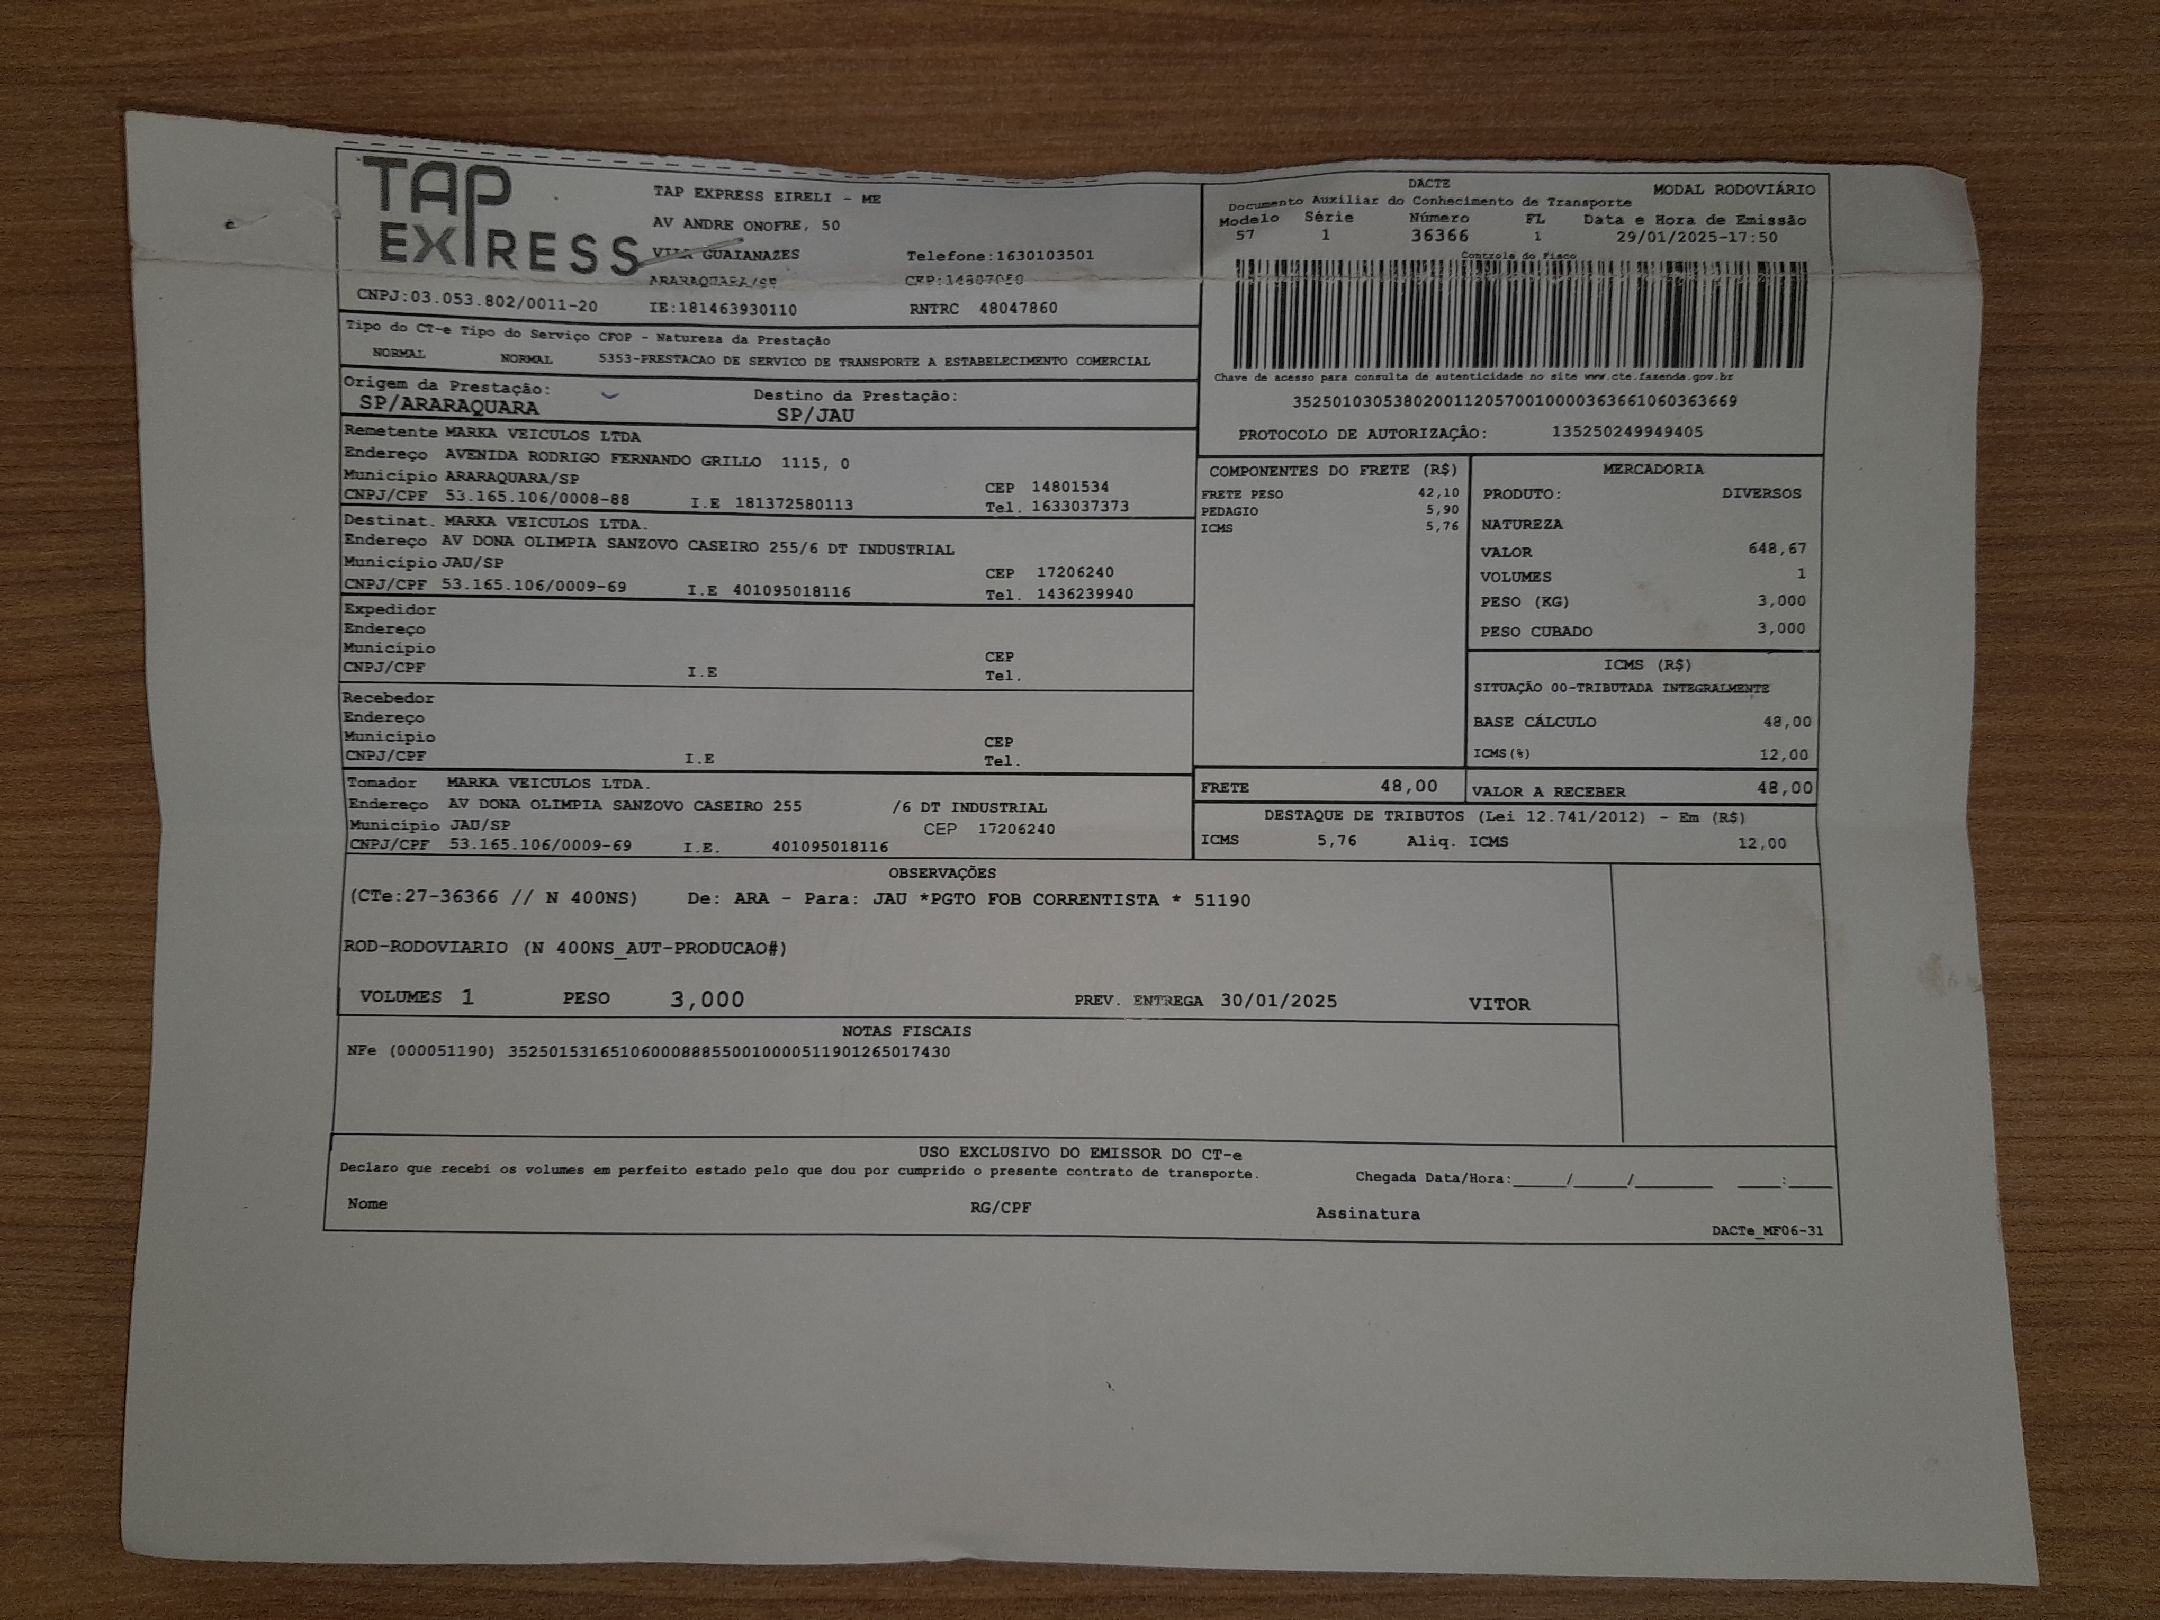 TAP
EXPRESS
TAP EXPRESS EIRELI - ME
AV ANDRE ONOFRE, 50
VILA GUAIANAZES Telefone:1630103501
ARARAQUARA/SP CEP:14807050
CNPJ:03.053.802/0011-20 IE:181463930110 RNTRC 48047860
DACTE MODAL RODOVIÁRIO
Documento Auxiliar do Conhecimento de Transporte
Modelo Série Número FL Data e Hora de Emissão
57 1 36366 1 29/01/2025-17:50
Controle do Fisco
Chave de acesso para consulta de autenticidade no site www.cte.fazenda.gov.br
35250103053802001120570010000363661060363669
PROTOCOLO DE AUTORIZAÇÂO: 135250249949405
Tipo do CT-e Tipo do Serviço CFOP - Natureza da Prestação
NORMAL NORMAL 5353-PRESTACAO DE SERVICO DE TRANSPORTE A ESTABELECIMENTO COMERCIAL
Origem da Prestação: Destino da Prestação:
SP/ARARAQUARA SP/JAU
Remetente MARKA VEICULOS LTDA
Endereço AVENIDA RODRIGO FERNANDO GRILLO 1115, 0
Município ARARAQUARA/SP CEP 14801534
CNPJ/CPF 53.165.106/0008-88 I.E 181372580113 Tel. 1633037373
Destinat. MARKA VEICULOS LTDA.
Endereço AV DONA OLIMPIA SANZOVO CASEIRO 255/6 DT INDUSTRIAL
Município JAU/SP CEP 17206240
CNPJ/CPF 53.165.106/0009-69 I.E 401095018116 Tel. 1436239940
Expedidor
Endereço
Município CEP
CNPJ/CPF I.E Tel.
Recebedor
Endereço
Município CEP
CNPJ/CPF I.E Tel.
Tomador MARKA VEICULOS LTDA.
Endereço AV DONA OLIMPIA SANZOVO CASEIRO 255 /6 DT INDUSTRIAL
Município JAU/SP CEP 17206240
CNPJ/CPF 53.165.106/0009-69 I.E. 401095018116
COMPONENTES DO FRETE (R$)
FRETE PESO 42,10
PEDAGIO 5,90
ICMS 5,76
MERCADORIA
PRODUTO: DIVERSOS
NATUREZA
VALOR 648,67
VOLUMES 1
PESO (KG) 3,000
PESO CUBADO 3,000
ICMS (R$)
SITUAÇÃO 00-TRIBUTADA INTEGRALMENTE
BASE CÁLCULO 48,00
ICMS(%) 12,00
FRETE 48,00 VALOR A RECEBER 48,00
DESTAQUE DE TRIBUTOS (Lei 12.741/2012) - Em (R$)
ICMS 5,76 Aliq. ICMS 12,00
OBSERVAÇÕES
(CTe:27-36366 // N 400NS) De: ARA - Para: JAU *PGTO FOB CORRENTISTA * 51190
ROD-RODOVIARIO (N 400NS_AUT-PRODUCAO#)
VOLUMES 1 PESO 3,000 PREV. ENTREGA 30/01/2025 VITOR
NOTAS FISCAIS
NFe (000051190) 35250153165106000888550010000511901265017430
USO EXCLUSIVO DO EMISSOR DO CT-e
Declaro que recebi os volumes em perfeito estado pelo que dou por cumprido o presente contrato de transporte. Chegada Data/Hora:_____/_____/_______ ____:____
Nome RG/CPF Assinatura
DACTe_MF06-31